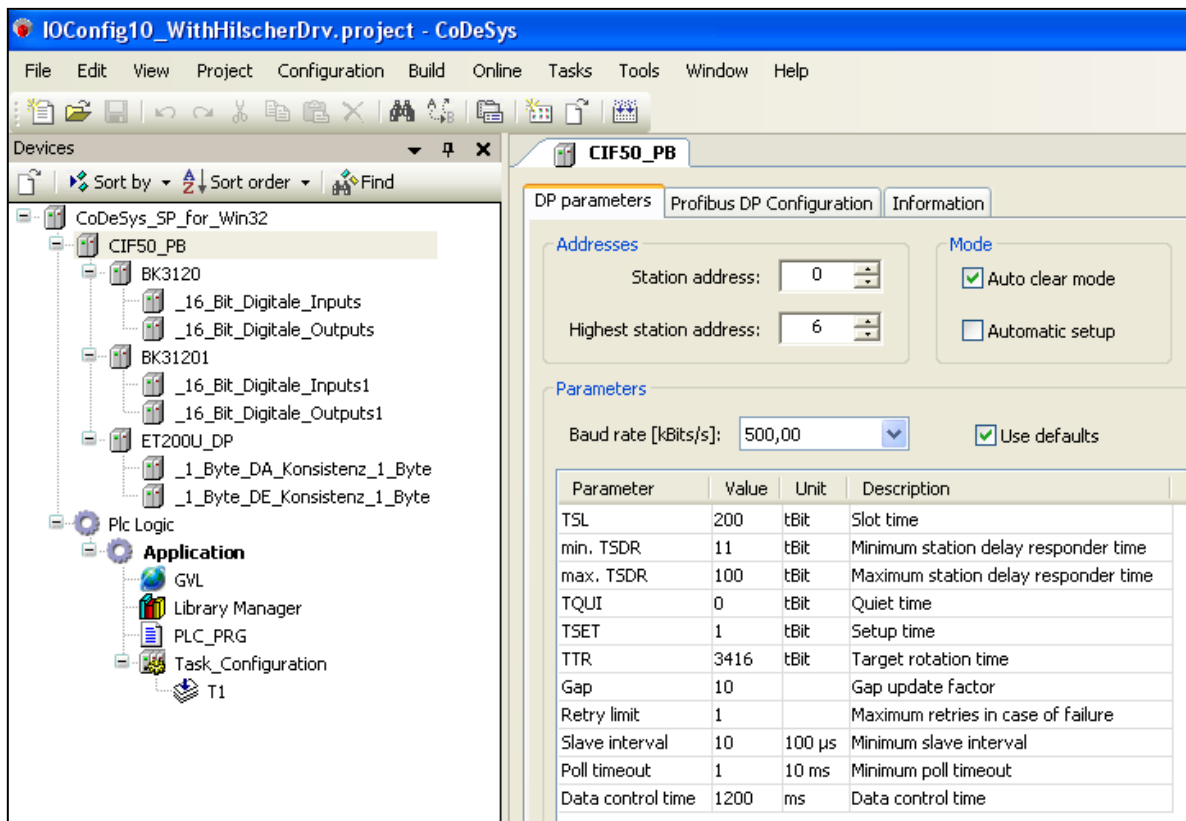 IOConfig10_WithHilscherDrv.project - CoDeSys
File Edit View Project Configuration Build Online Tasks Tools Window Help
Devices
Sort by Sort order Find
CoDeSys_SP_for_Win32
CIF50_PB
BK3120
_16_Bit_Digitale_Inputs
_16_Bit_Digitale_Outputs
BK31201
_16_Bit_Digitale_Inputs1
_16_Bit_Digitale_Outputs1
ET200U_DP
_1_Byte_DA_Konsistenz_1_Byte
_1_Byte_DE_Konsistenz_1_Byte
Plc Logic
Application
GVL
Library Manager
PLC_PRG
Task_Configuration
T1
CIF50_PB
DP parameters Profibus DP Configuration Information
Addresses
Station address: 0
Highest station address: 6
Mode
Auto clear mode
Automatic setup
Parameters
Baud rate [kBits/s]: 500,00 Use defaults
Parameter Value Unit Description
TSL 200 tBit Slot time
min. TSDR 11 tBit Minimum station delay responder time
max. TSDR 100 tBit Maximum station delay responder time
TQUI 0 tBit Quiet time
TSET 1 tBit Setup time
TTR 3416 tBit Target rotation time
Gap 10 Gap update factor
Retry limit 1 Maximum retries in case of failure
Slave interval 10 100 µs Minimum slave interval
Poll timeout 1 10 ms Minimum poll timeout
Data control time 1200 ms Data control time